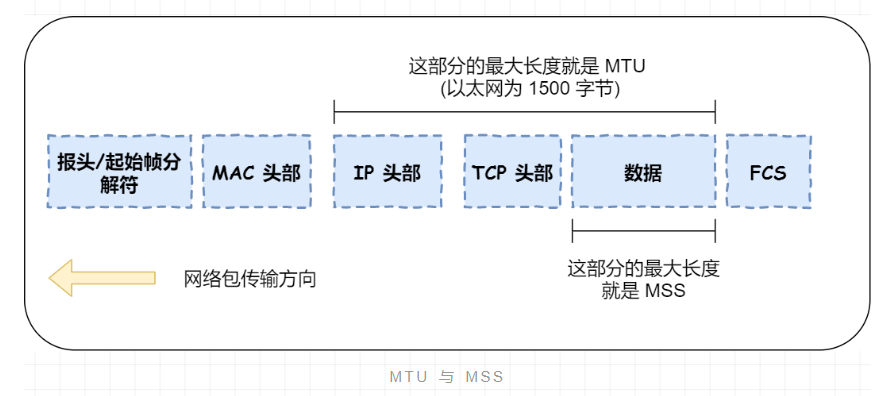 这部分的最大长度就是 MTU
(以太网为 1500 字节)
报头/起始帧分
解符
MAC 头部
IP 头部
TCP 头部
数据
FCS
网络包传输方向
这部分的最大长度
就是 MSS
MTU 与 MSS